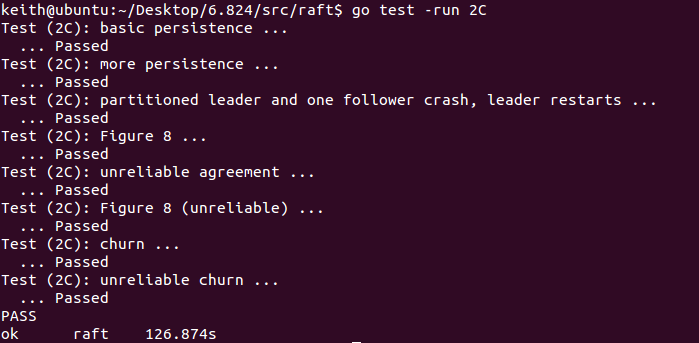 keith@ubuntu:~/Desktop/6.824/src/raft$ go test -run 2C
Test (2C): basic persistence ...
  ... Passed
Test (2C): more persistence ...
  ... Passed
Test (2C): partitioned leader and one follower crash, leader restarts ...
  ... Passed
Test (2C): Figure 8 ...
  ... Passed
Test (2C): unreliable agreement ...
  ... Passed
Test (2C): Figure 8 (unreliable) ...
  ... Passed
Test (2C): churn ...
  ... Passed
Test (2C): unreliable churn ...
  ... Passed
PASS
ok      raft    126.874s